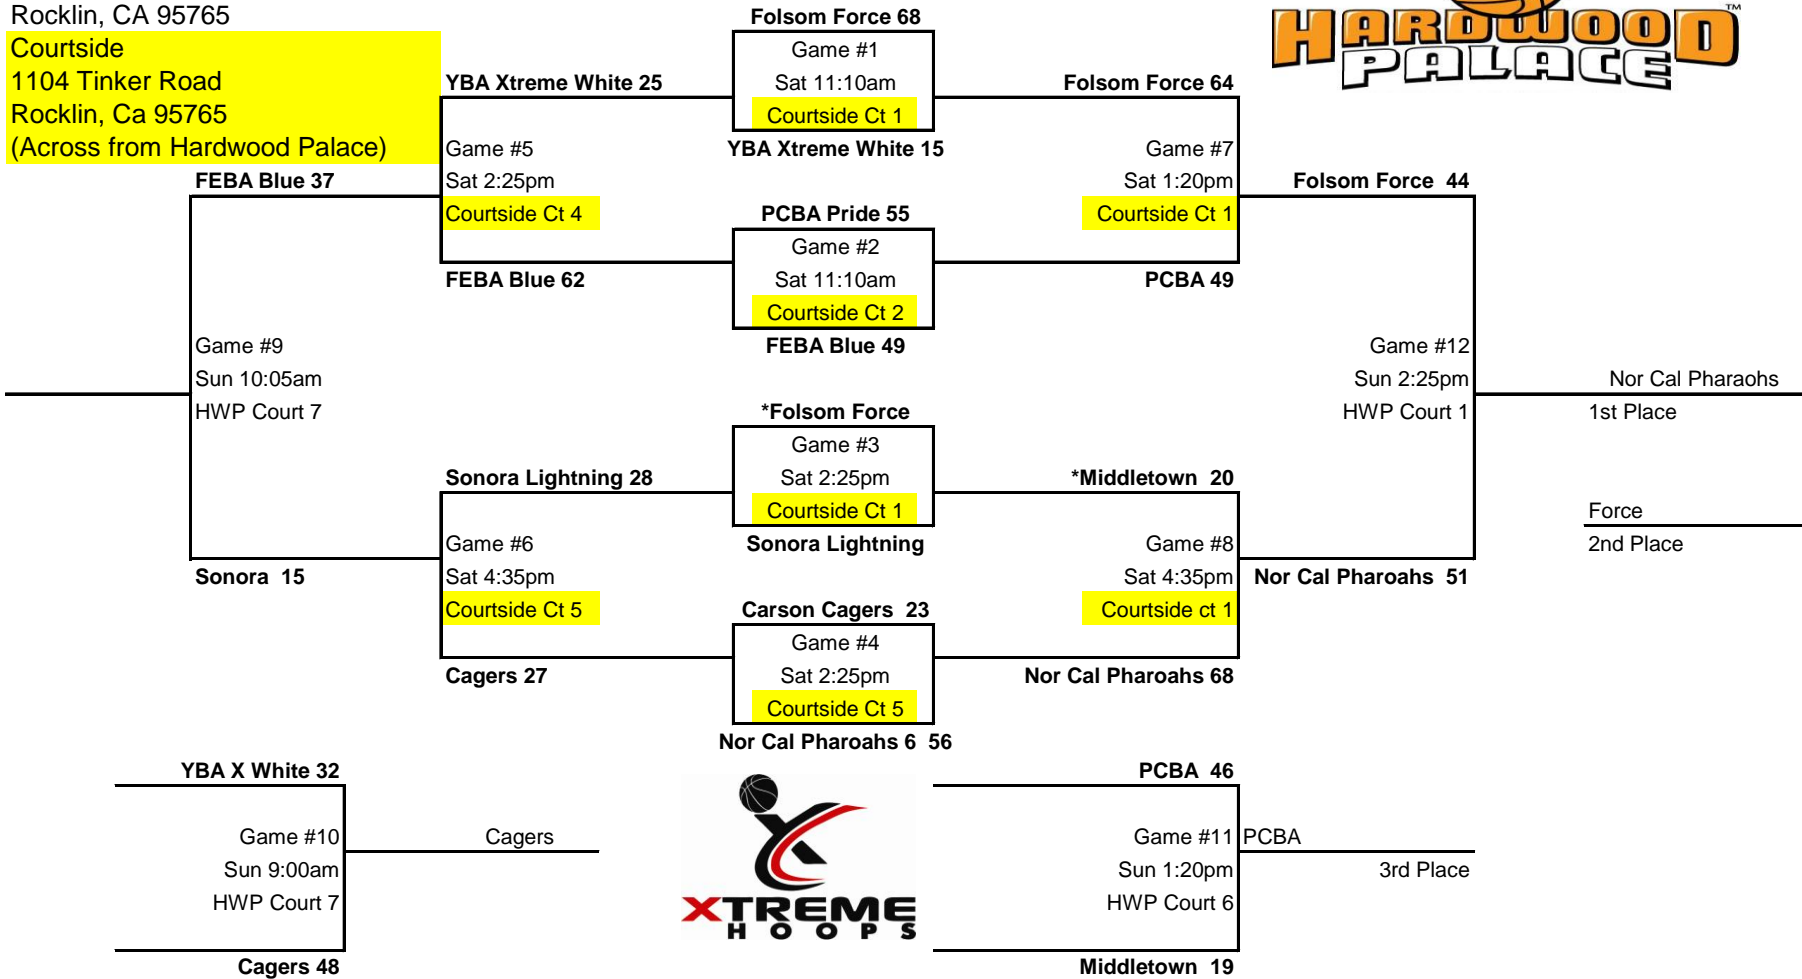 Rocklin, CA 95765
Courtside
1104 Tinker Road
Rocklin, Ca 95765
(Across from Hardwood Palace)
HARDWOOD
PALACE
TM
Folsom Force 68
Game #1
Sat 11:10am
Courtside Ct 1
YBA Xtreme White 15
YBA Xtreme White 25
Game #5
Sat 2:25pm
Courtside Ct 4
FEBA Blue 62
Folsom Force 64
Game #7
Sat 1:20pm
Courtside Ct 1
PCBA 49
FEBA Blue 37
Folsom Force 44
PCBA Pride 55
Game #2
Sat 11:10am
Courtside Ct 2
FEBA Blue 49
Game #9
Sun 10:05am
HWP Court 7
Sonora 15
Game #12
Sun 2:25pm
HWP Court 1
Nor Cal Pharoahs 51
Nor Cal Pharaohs
1st Place
Force
2nd Place
*Folsom Force
Game #3
Sat 2:25pm
Courtside Ct 1
Sonora Lightning
Sonora Lightning 28
Game #6
Sat 4:35pm
Courtside Ct 5
Cagers 27
*Middletown 20
Game #8
Sat 4:35pm
Courtside ct 1
Nor Cal Pharoahs 68
Carson Cagers 23
Game #4
Sat 2:25pm
Courtside Ct 5
Nor Cal Pharoahs 6 56
YBA X White 32
Game #10
Sun 9:00am
HWP Court 7
Cagers 48
Cagers
XTREME
HOOPS
PCBA 46
Game #11
Sun 1:20pm
HWP Court 6
Middletown 19
PCBA
3rd Place